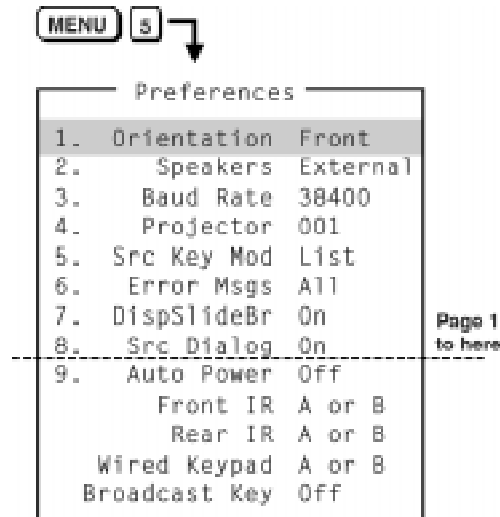 MENU 5
Preferences
1. Orientation Front
2. Speakers External
3. Baud Rate 38400
4. Projector 001
5. Src Key Mod List
6. Error Msgs All
7. DispSlideBr On
8. Src Dialog On
Page 1
to here
9. Auto Power Off
Front IR A or B
Rear IR A or B
Wired Keypad A or B
Broadcast Key Off